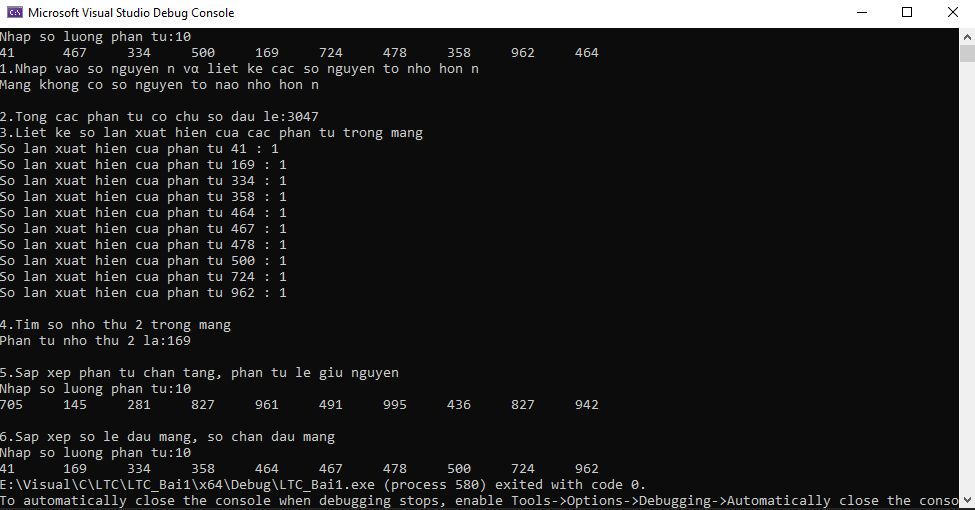 Microsoft Visual Studio Debug Console
Nhap so luong phan tu:10
41 467 334 500 169 724 478 358 962 464
1.Nhap vao so nguyen n vα liet ke cac so nguyen to nho hon n
Mang khong co so nguyen to nao nho hon n
2.Tong cac phan tu co chu so dau le:3047
3.Liet ke so lan xuat hien cua cac phan tu trong mang
So lan xuat hien cua phan tu 41 : 1
So lan xuat hien cua phan tu 169 : 1
So lan xuat hien cua phan tu 334 : 1
So lan xuat hien cua phan tu 358 : 1
So lan xuat hien cua phan tu 464 : 1
So lan xuat hien cua phan tu 467 : 1
So lan xuat hien cua phan tu 478 : 1
So lan xuat hien cua phan tu 500 : 1
So lan xuat hien cua phan tu 724 : 1
So lan xuat hien cua phan tu 962 : 1
4.Tim so nho thu 2 trong mang
Phan tu nho thu 2 la:169
5.Sap xep phan tu chan tang, phan tu le giu nguyen
Nhap so luong phan tu:10
705 145 281 827 961 491 995 436 827 942
6.Sap xep so le dau mang, so chan dau mang
Nhap so luong phan tu:10
41 169 334 358 464 467 478 500 724 962
E:\Visual\C\LTC\LTC_Bai1\x64\Debug\LTC_Bai1.exe (process 580) exited with code 0.
To automatically close the console when debugging stops, enable Tools->Options->Debugging->Automatically close the conso